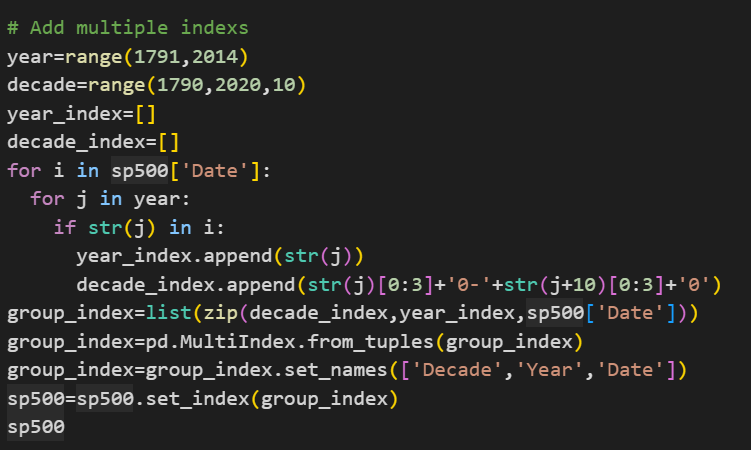 # Add multiple indexs
year=range(1791,2014)
decade=range(1790,2020,10)
year_index=[]
decade_index=[]
for i in sp500['Date']:
  for j in year:
    if str(j) in i:
      year_index.append(str(j))
      decade_index.append(str(j)[0:3]+'0-'+str(j+10)[0:3]+'0')
group_index=list(zip(decade_index,year_index,sp500['Date']))
group_index=pd.MultiIndex.from_tuples(group_index)
group_index=group_index.set_names(['Decade','Year','Date'])
sp500=sp500.set_index(group_index)
sp500